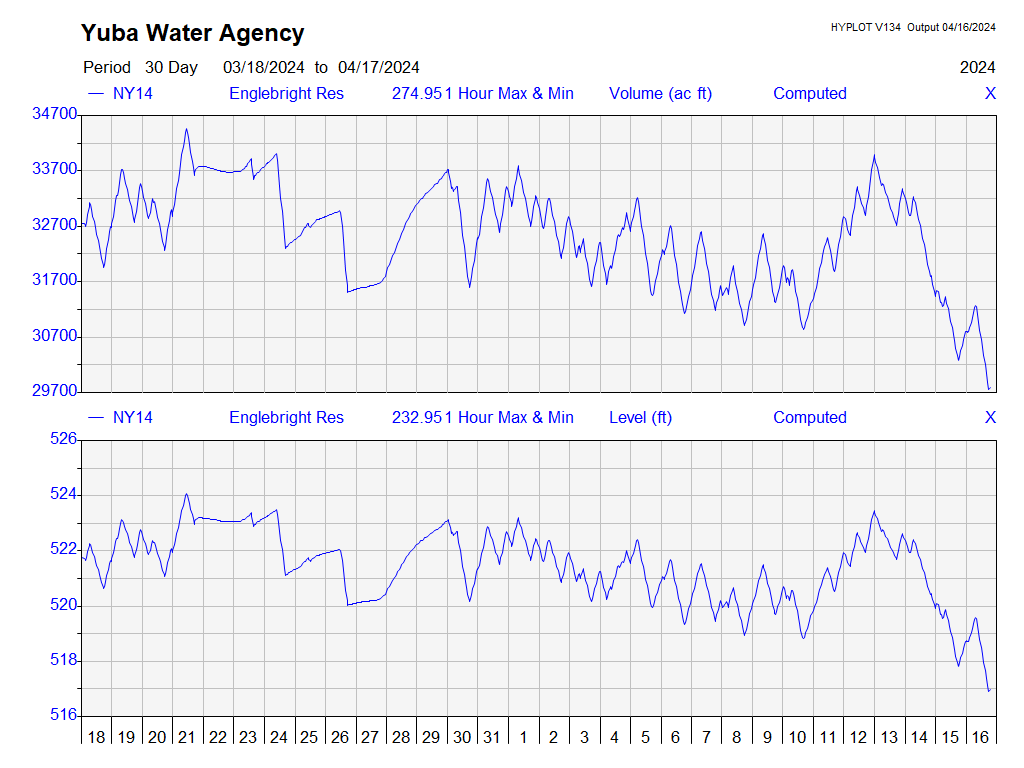 Yuba Water Agency
HYPLOT V134 Output 04/16/2024
Period 30 Day 03/18/2024 to 04/17/2024
2024
NY14 Englebright Res 274.951 Hour Max & Min Volume (ac ft) Computed X
34700
33700
32700
31700
30700
29700
NY14 Englebright Res 232.951 Hour Max & Min Level (ft) Computed X
526
524
522
520
518
516
18 19 20 21 22 23 24 25 26 27 28 29 30 31 1 2 3 4 5 6 7 8 9 10 11 12 13 14 15 16